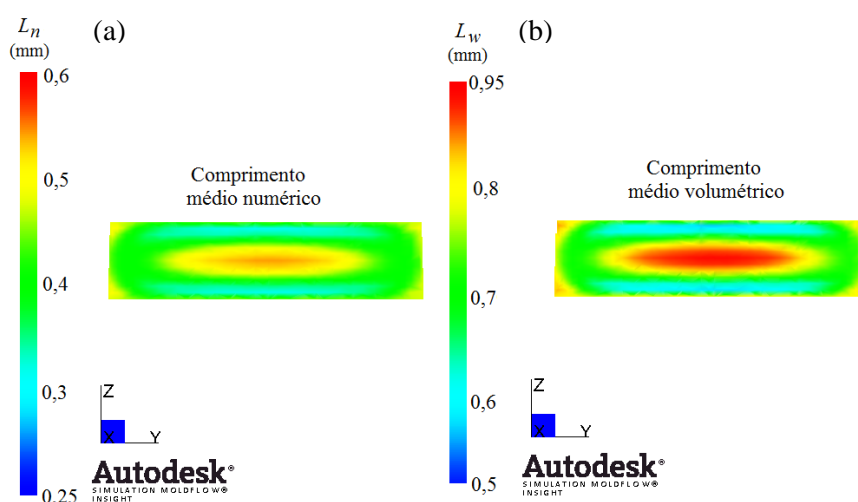 L_n
(mm)
(a)
0,6
0,5
0,4
0,3
0,25
Comprimento
médio numérico
Z
X
Y
Autodesk®
SIMULATION MOLDFLOW®
INSIGHT
L_w
(mm)
(b)
0,95
0,8
0,7
0,6
0,5
Comprimento
médio volumétrico
Z
X
Y
Autodesk®
SIMULATION MOLDFLOW®
INSIGHT